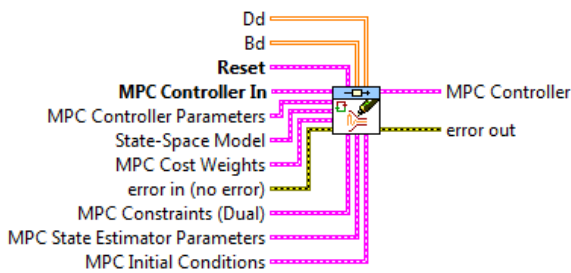 Dd
Bd
Reset
MPC Controller In
MPC Controller
MPC Controller Parameters
State-Space Model
error out
MPC Cost Weights
error in (no error)
MPC Constraints (Dual)
MPC State Estimator Parameters
MPC Initial Conditions